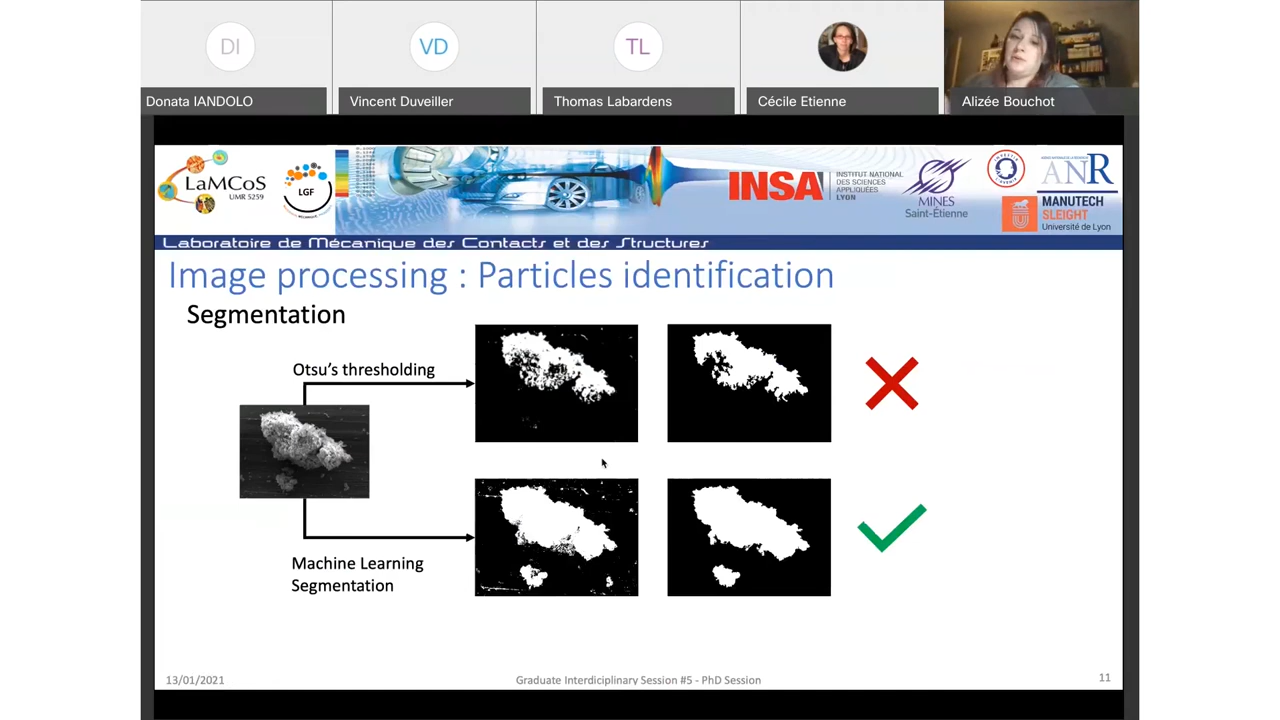 DI
VD
TL
Donata IANDOLO
Vincent Duveiller
Thomas Labardens
Cécile Etienne
Alizée Bouchot
LaMCoS
UMR 5259
LGF
INSA
INSTITUT NATIONAL
DES SCIENCES
APPLIQUÉES
LYON
MINES
Saint-Étienne
ANR
MANUTECH
SLEIGHT
Université de Lyon
Laboratoire de Mécanique des Contacts et des Structures
Image processing : Particles identification
Segmentation
Otsu's thresholding
Machine Learning
Segmentation
13/01/2021
Graduate Interdiciplinary Session #5 - PhD Session
11